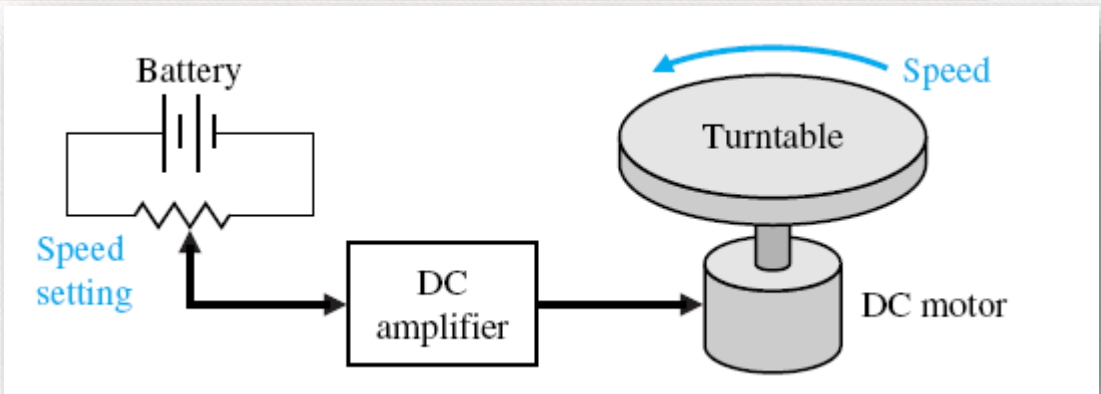 Battery
Speed
Turntable
Speed
setting
DC
amplifier
DC motor